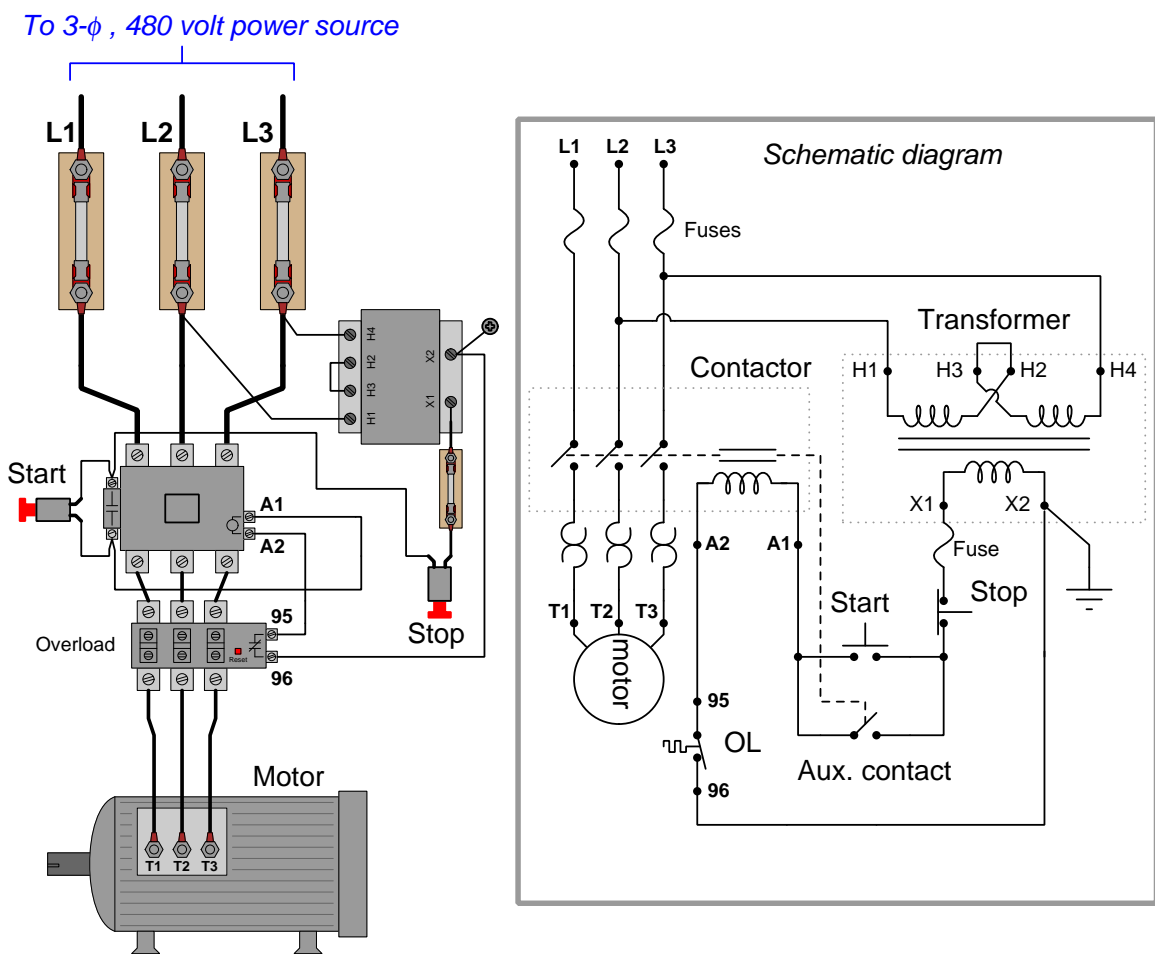 To 3-ϕ , 480 volt power source
L1 L2 L3
H4
H2
H3
H1
X2
X1
Start
A1
A2
Stop
95
Overload
Reset
96
Motor
T1 T2 T3
Schematic diagram
L1 L2 L3
Fuses
Transformer
Contactor
H1 H3 H2 H4
X1 X2
Fuse
A2 A1
Start Stop
T1 T2 T3
motor
95
OL
Aux. contact
96